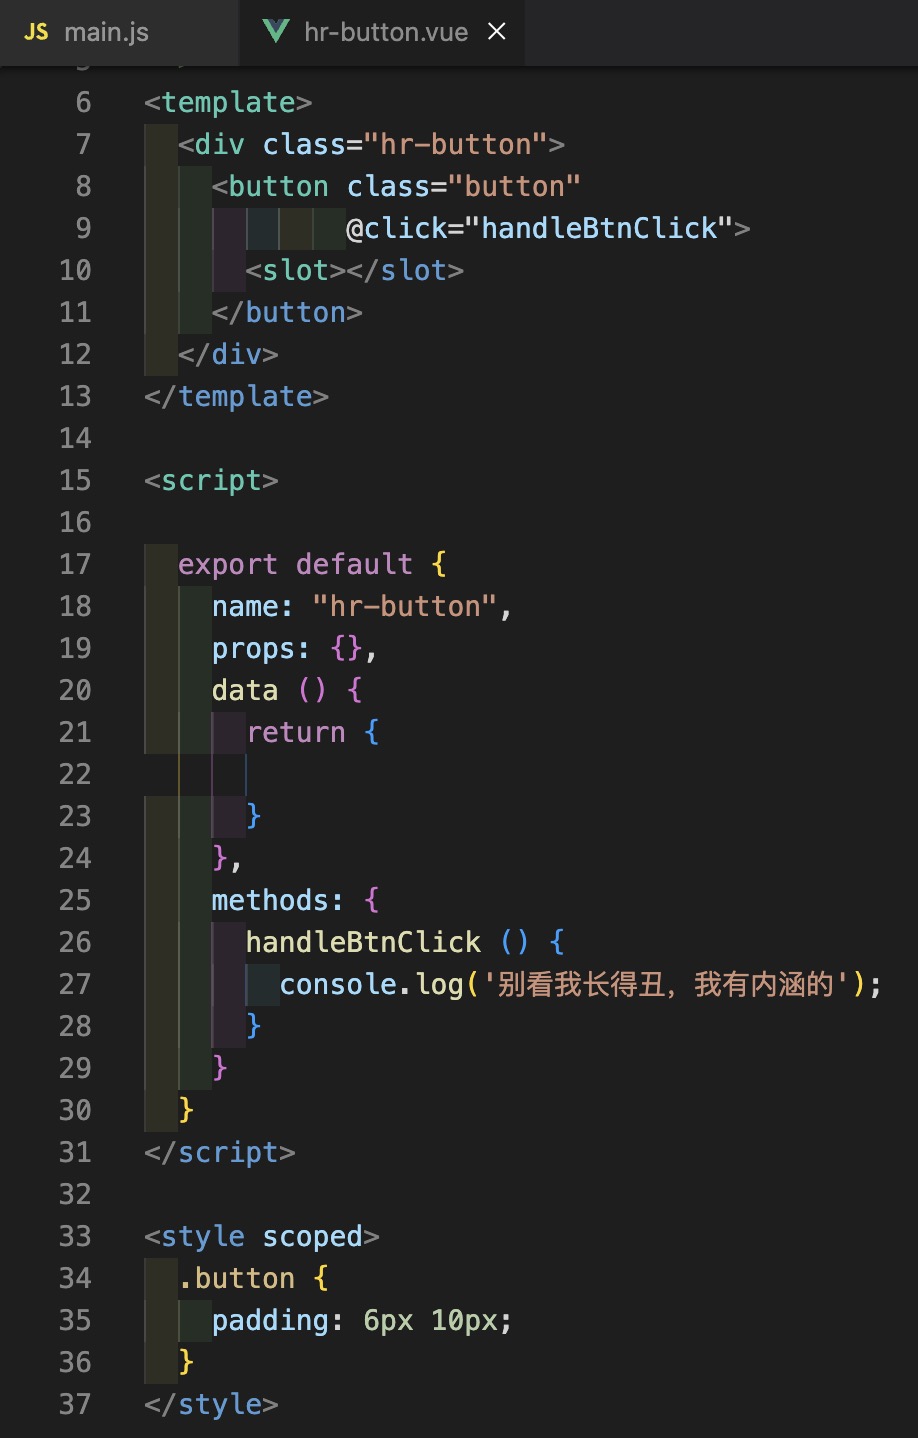 JS main.js hr-button.vue
6 <template>
7 <div class="hr-button">
8 <button class="button"
9 @click="handleBtnClick">
10 <slot></slot>
11 </button>
12 </div>
13 </template>
14
15 <script>
16
17 export default {
18 name: "hr-button",
19 props: {},
20 data () {
21 return {
22
23 }
24 },
25 methods: {
26 handleBtnClick () {
27 console.log('别看我长得丑，我有内涵的');
28 }
29 }
30 }
31 </script>
32
33 <style scoped>
34 .button {
35 padding: 6px 10px;
36 }
37 </style>